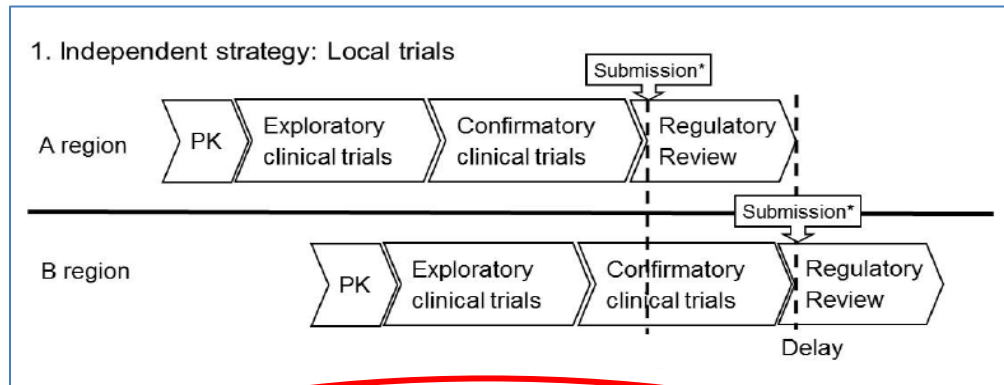 1. Independent strategy: Local trials
Submission*
A region
PK
Exploratory
clinical trials
Confirmatory
clinical trials
Regulatory
Review
Submission*
B region
PK
Exploratory
clinical trials
Confirmatory
clinical trials
Regulatory
Review
Delay